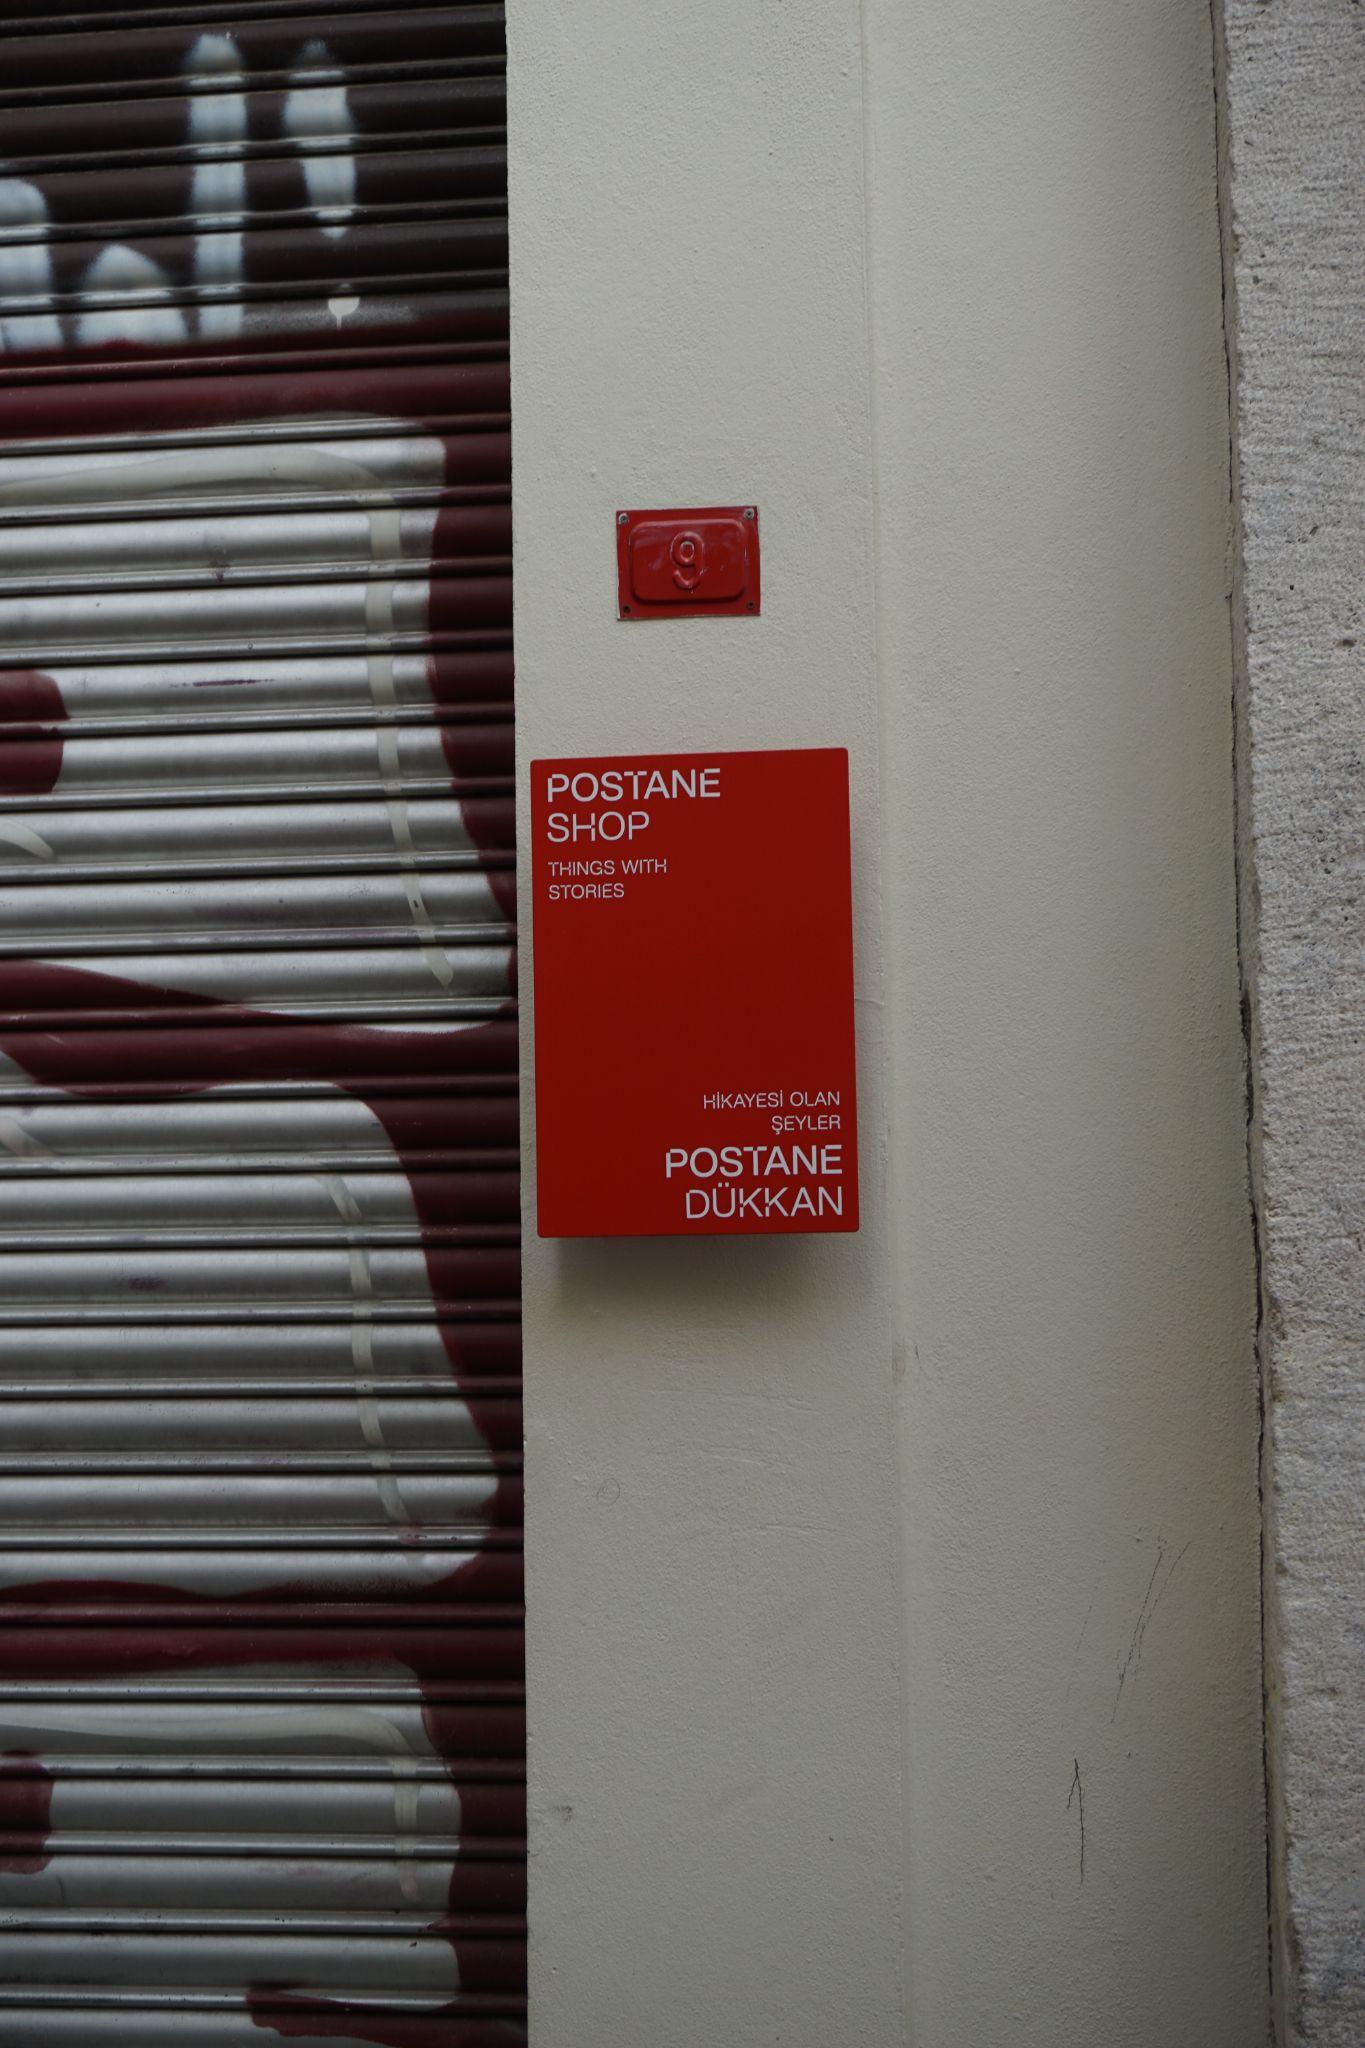 9
POSTANE
SHOP
THINGS WITH
STORIES
HİKAYESİ OLAN
ŞEYLER
POSTANE
DÜKKAN